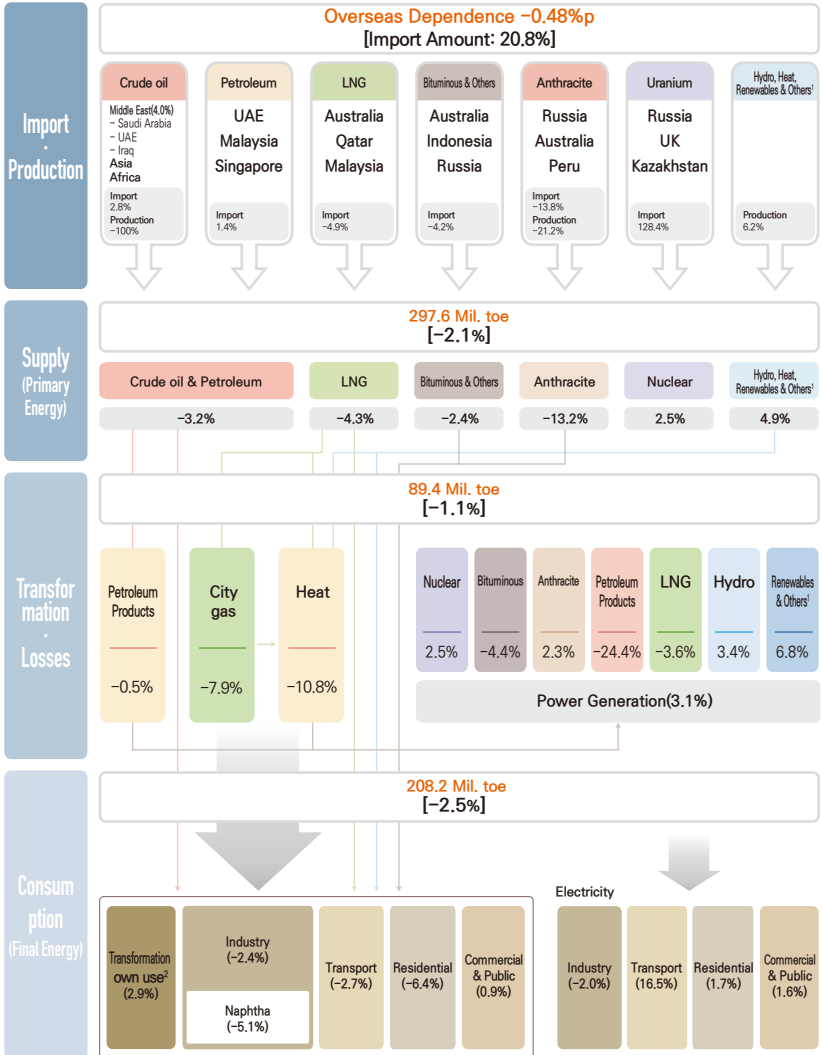 Overseas Dependence -0.48%p
[Import Amount: 20.8%]
Import
·
Production
Crude oil
Middle East(4.0%)
- Saudi Arabia
- UAE
- Iraq
Asia
Africa
Import
2.8%
Production
-100%
Petroleum
UAE
Malaysia
Singapore
Import
1.4%
LNG
Australia
Qatar
Malaysia
Import
-4.9%
Bituminous & Others
Australia
Indonesia
Russia
Import
-4.2%
Anthracite
Russia
Australia
Peru
Import
-13.8%
Production
-21.2%
Uranium
Russia
UK
Kazakhstan
Import
128.4%
Hydro, Heat,
Renewables & Others¹
Production
6.2%
Supply
(Primary
Energy)
297.6 Mil. toe
[-2.1%]
Crude oil & Petroleum
-3.2%
LNG
-4.3%
Bituminous & Others
-2.4%
Anthracite
-13.2%
Nuclear
2.5%
Hydro, Heat,
Renewables & Others¹
4.9%
Transfor
mation
·
Losses
89.4 Mil. toe
[-1.1%]
Petroleum
Products
-0.5%
City
gas
-7.9%
Heat
-10.8%
Nuclear
2.5%
Bituminous
-4.4%
Anthracite
2.3%
Petroleum
Products
-24.4%
LNG
-3.6%
Hydro
3.4%
Renewables
& Others¹
6.8%
Power Generation(3.1%)
Consum
ption
(Final Energy)
208.2 Mil. toe
[-2.5%]
Transformation
own use²
(2.9%)
Industry
(-2.4%)
Naphtha
(-5.1%)
Transport
(-2.7%)
Residential
(-6.4%)
Commercial
& Public
(0.9%)
Electricity
Industry
(-2.0%)
Transport
(16.5%)
Residential
(1.7%)
Commercial
& Public
(1.6%)